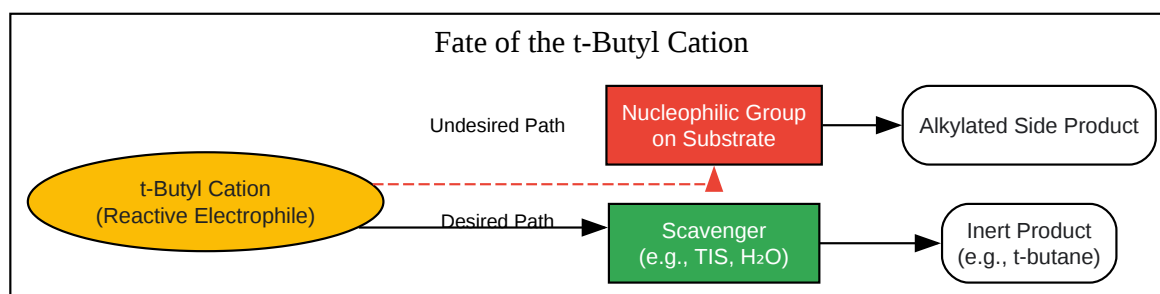 Fate of the t-Butyl Cation
Undesired Path
Nucleophilic Group
on Substrate
Alkylated Side Product
t-Butyl Cation
(Reactive Electrophile)
Desired Path
Scavenger
(e.g., TIS, H₂O)
Inert Product
(e.g., t-butane)